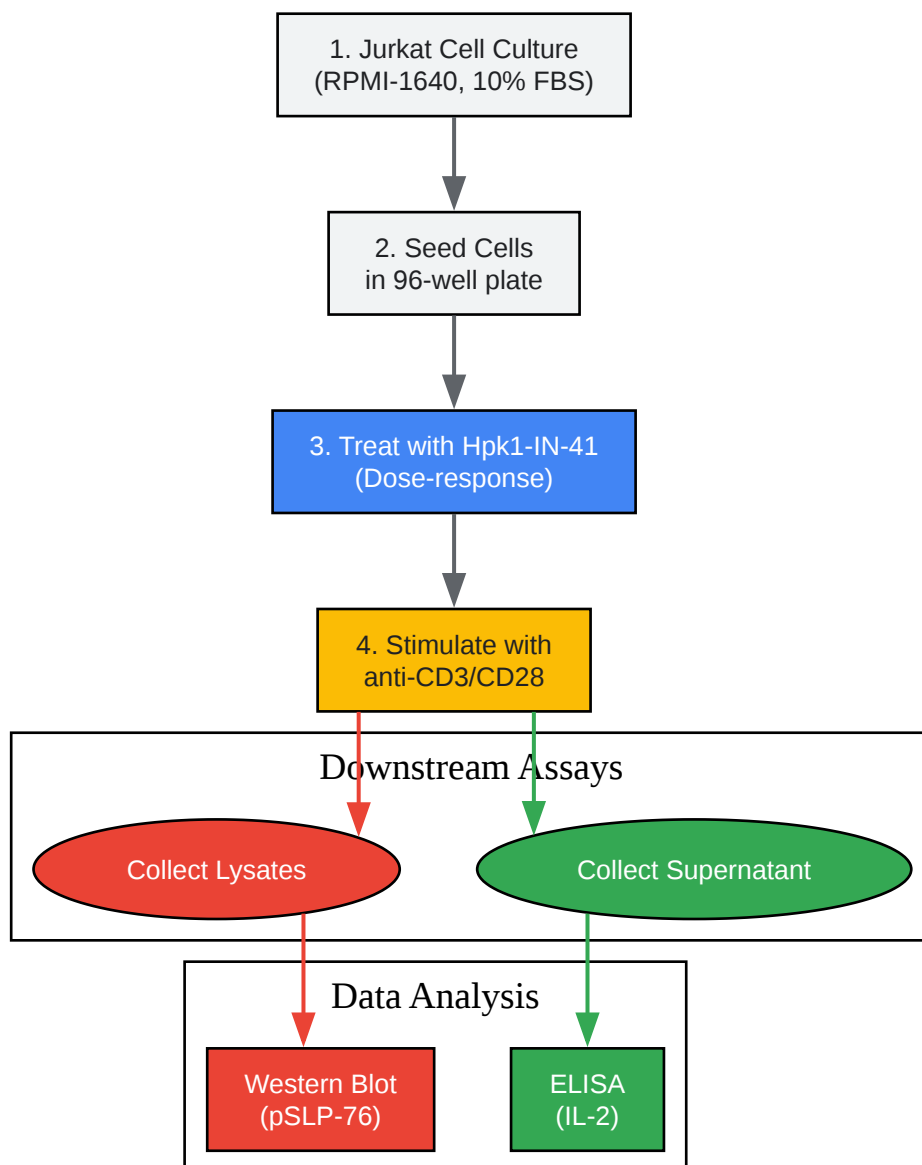 1. Jurkat Cell Culture
(RPMI-1640, 10% FBS)
2. Seed Cells
in 96-well plate
3. Treat with Hpk1-IN-41
(Dose-response)
4. Stimulate with
anti-CD3/CD28
Downstream Assays
Collect Lysates
Collect Supernatant
Data Analysis
Western Blot
(pSLP-76)
ELISA
(IL-2)